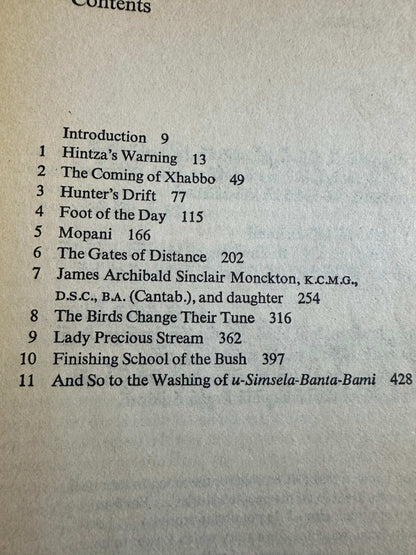 Contents
Introduction 9
1 Hintza's Warning 13
2 The Coming of Xhabbo 49
3 Hunter's Drift 77
4 Foot of the Day 115
5 Mopani 166
6 The Gates of Distance 202
7 James Archibald Sinclair Monckton, K.C.M.G.,
D.S.C., B.A. (Cantab.), and daughter 254
8 The Birds Change Their Tune 316
9 Lady Precious Stream 362
10 Finishing School of the Bush 397
11 And So to the Washing of u-Simsela-Banta-Bami 428